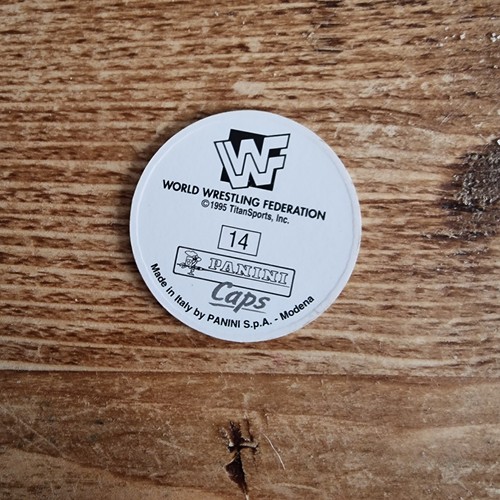 WF
WORLD WRESTLING FEDERATION
©1995 TitanSports, Inc.
14
PANINI
Caps
Made in Italy by PANINI S.p.A. - Modena